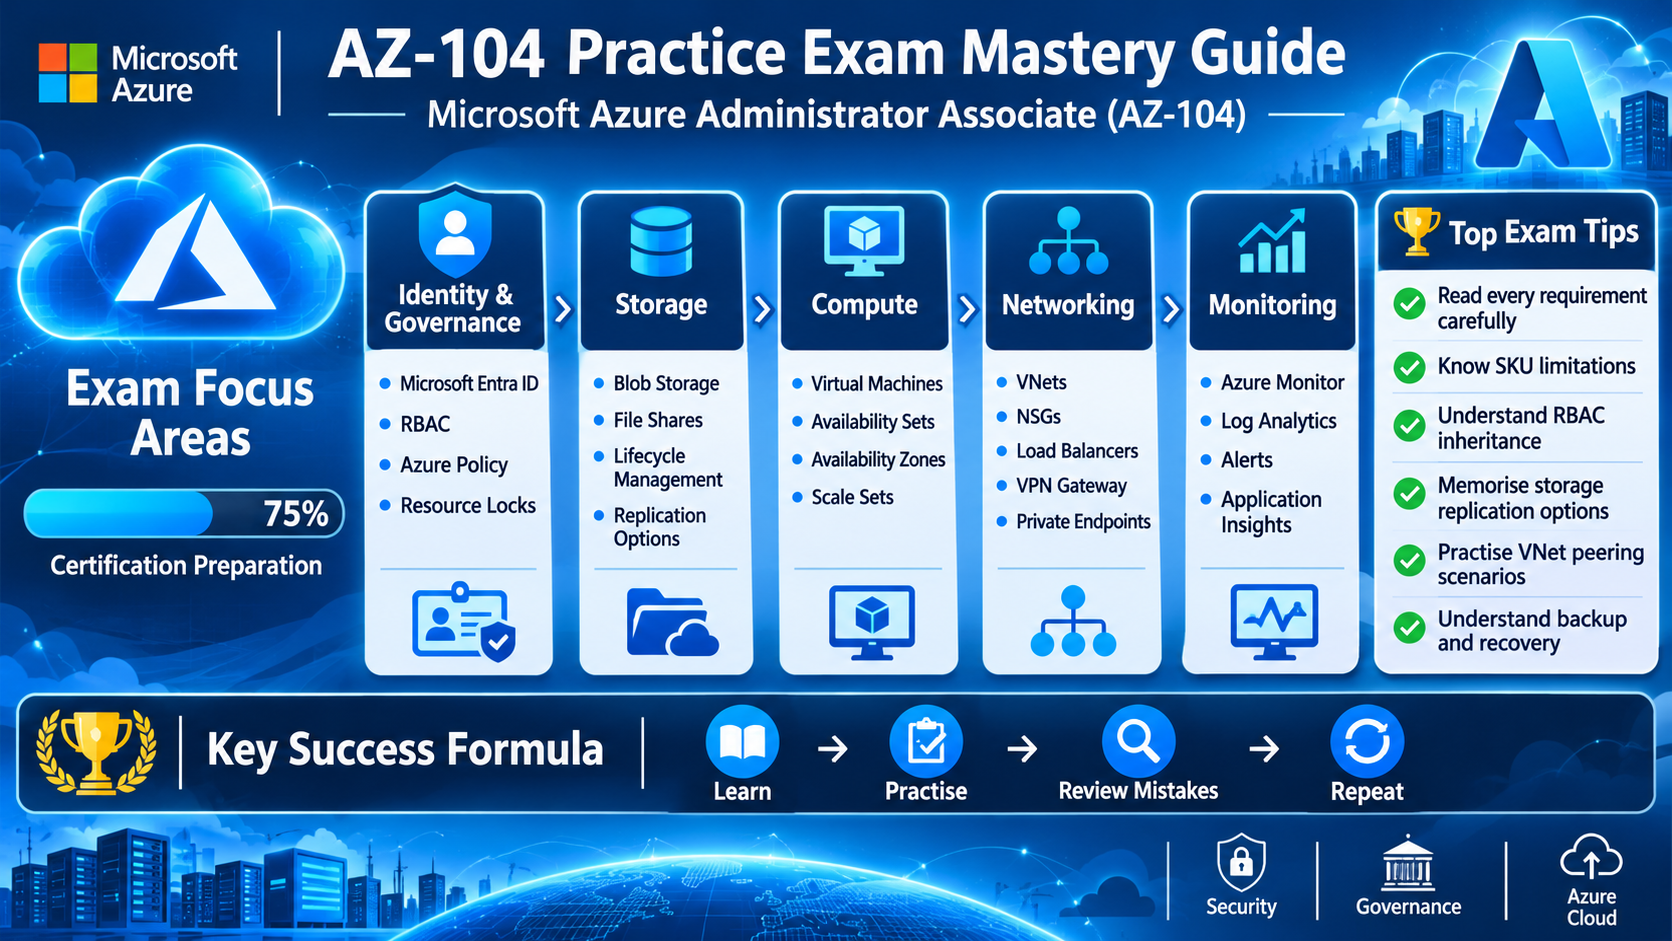 Microsoft
Azure
AZ-104 Practice Exam Mastery Guide
Microsoft Azure Administrator Associate (AZ-104)
Exam Focus
Areas
75%
Certification Preparation
Identity &
Governance
Microsoft Entra ID
RBAC
Azure Policy
Resource Locks
Storage
Blob Storage
File Shares
Lifecycle
Management
Replication
Options
Compute
Virtual Machines
Availability Sets
Availability Zones
Scale Sets
Networking
VNets
NSGs
Load Balancers
VPN Gateway
Private Endpoints
Monitoring
Azure Monitor
Log Analytics
Alerts
Application
Insights
Top Exam Tips
Read every requirement
carefully
Know SKU limitations
Understand RBAC
inheritance
Memorise storage
replication options
Practise VNet peering
scenarios
Understand backup
and recovery
Key Success Formula
Learn
Practise
Review Mistakes
Repeat
Security
Governance
Azure
Cloud